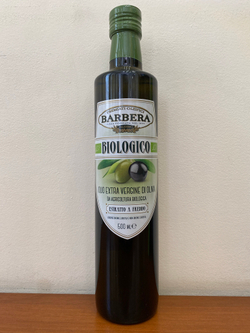 BARBERA
BIOLOGICO
OLIO EXTRA VERGINE DI OLIVA
DA AGRICOLTURA BIOLOGICA
ESTRATTO A FREDDO
500 ml e